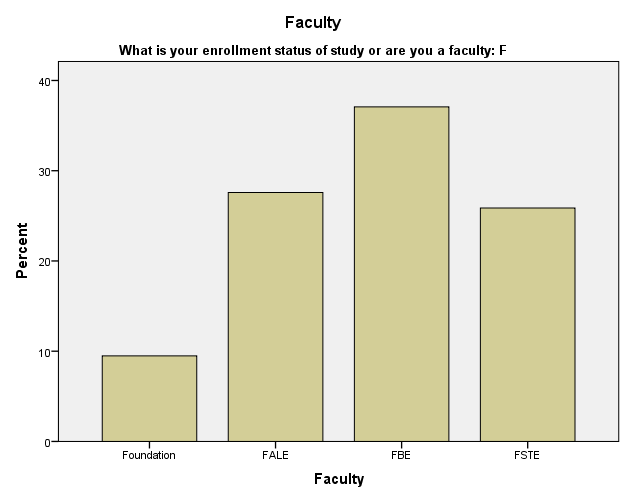 Faculty
What is your enrollment status of study or are you a faculty: F
40
30
20
10
0
Percent
Foundation FALE FBE FSTE
Faculty